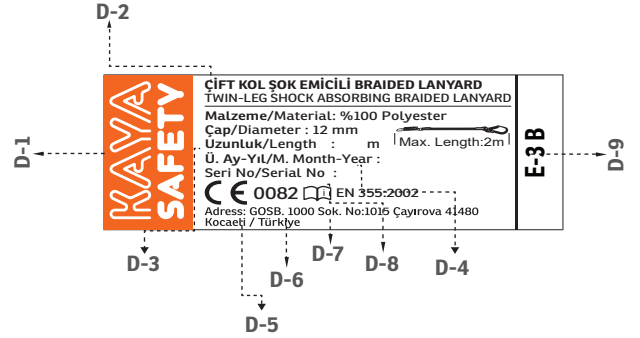 D-2
D-1
KAYA
SAFETY
ÇİFT KOL ŞOK EMİCİLİ BRAIDED LANYARD
TWIN-LEG SHOCK ABSORBING BRAIDED LANYARD
Malzeme/Material: %100 Polyester
Çap/Diameter : 12 mm
Uzunluk/Length : m
Max. Length:2m
Ü. Ay-Yıl/M. Month-Year :
Seri No/Serial No :
CE 0082 i EN 355:2002
Adress: GOSB. 1000 Sok. No:1015 Çayırova 41480
Kocaeli / Türkiye
E-3 B
D-9
D-3
D-6
D-7
D-8
D-4
D-5